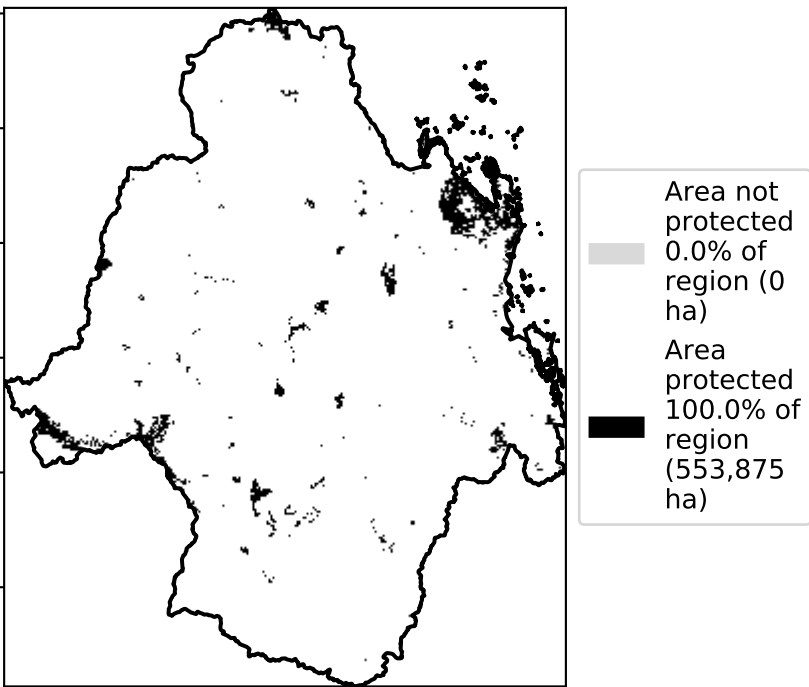 Area not
protected
0.0% of
region (0
ha)
Area
protected
100.0% of
region
(553,875
ha)